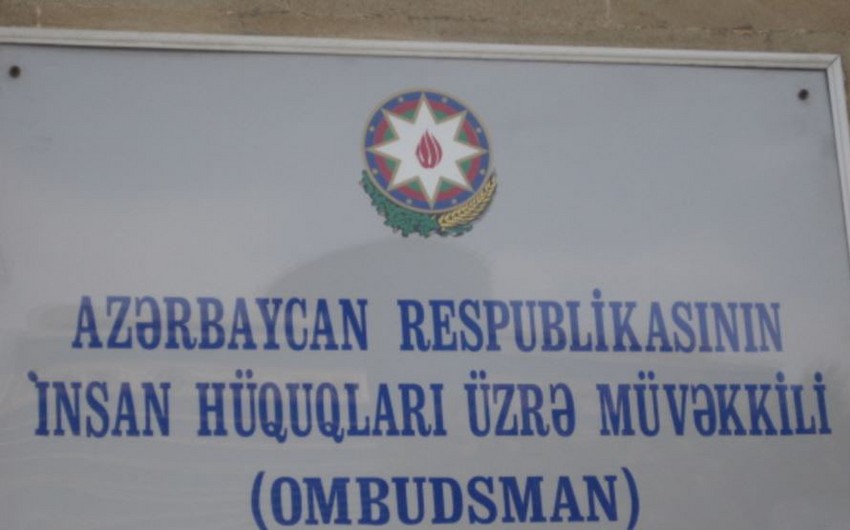 AZƏRBAYCAN RESPUBLİKASININ
İNSAN HÜQUQLARI ÜZRƏ MÜVƏKKİLİ
(OMBUDSMAN)